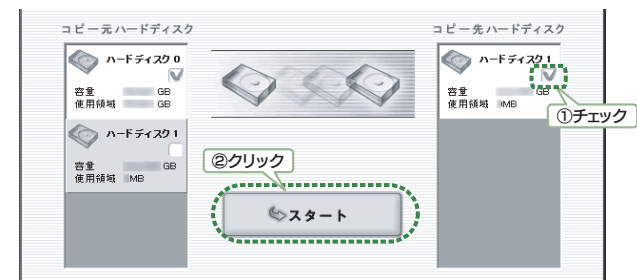 コピー元ハードディスク
ハードディスク 0
容量 GB
使用領域 GB
ハードディスク 1
容量 GB
使用領域 MB
②クリック
スタート
コピー先ハードディスク
ハードディスク 1
容量 GB
使用領域 MB
①チェック